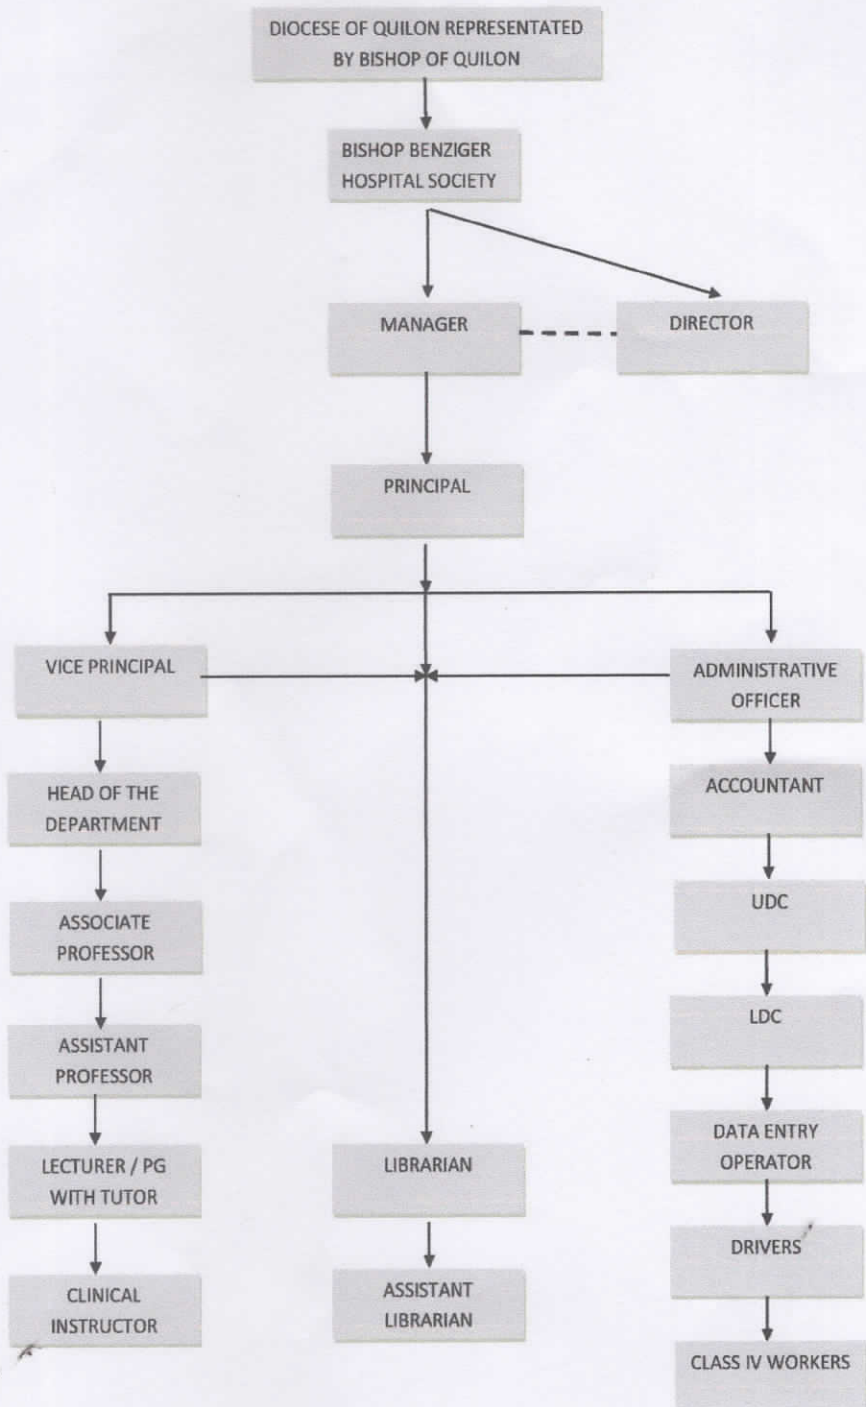 DIOCESE OF QUILON REPRESENTATED
BY BISHOP OF QUILON
BISHOP BENZIGER
HOSPITAL SOCIETY
MANAGER
DIRECTOR
PRINCIPAL
VICE PRINCIPAL
ADMINISTRATIVE
OFFICER
HEAD OF THE
DEPARTMENT
ACCOUNTANT
ASSOCIATE
PROFESSOR
UDC
ASSISTANT
PROFESSOR
LDC
LECTURER / PG
WITH TUTOR
LIBRARIAN
DATA ENTRY
OPERATOR
CLINICAL
INSTRUCTOR
ASSISTANT
LIBRARIAN
DRIVERS
CLASS IV WORKERS